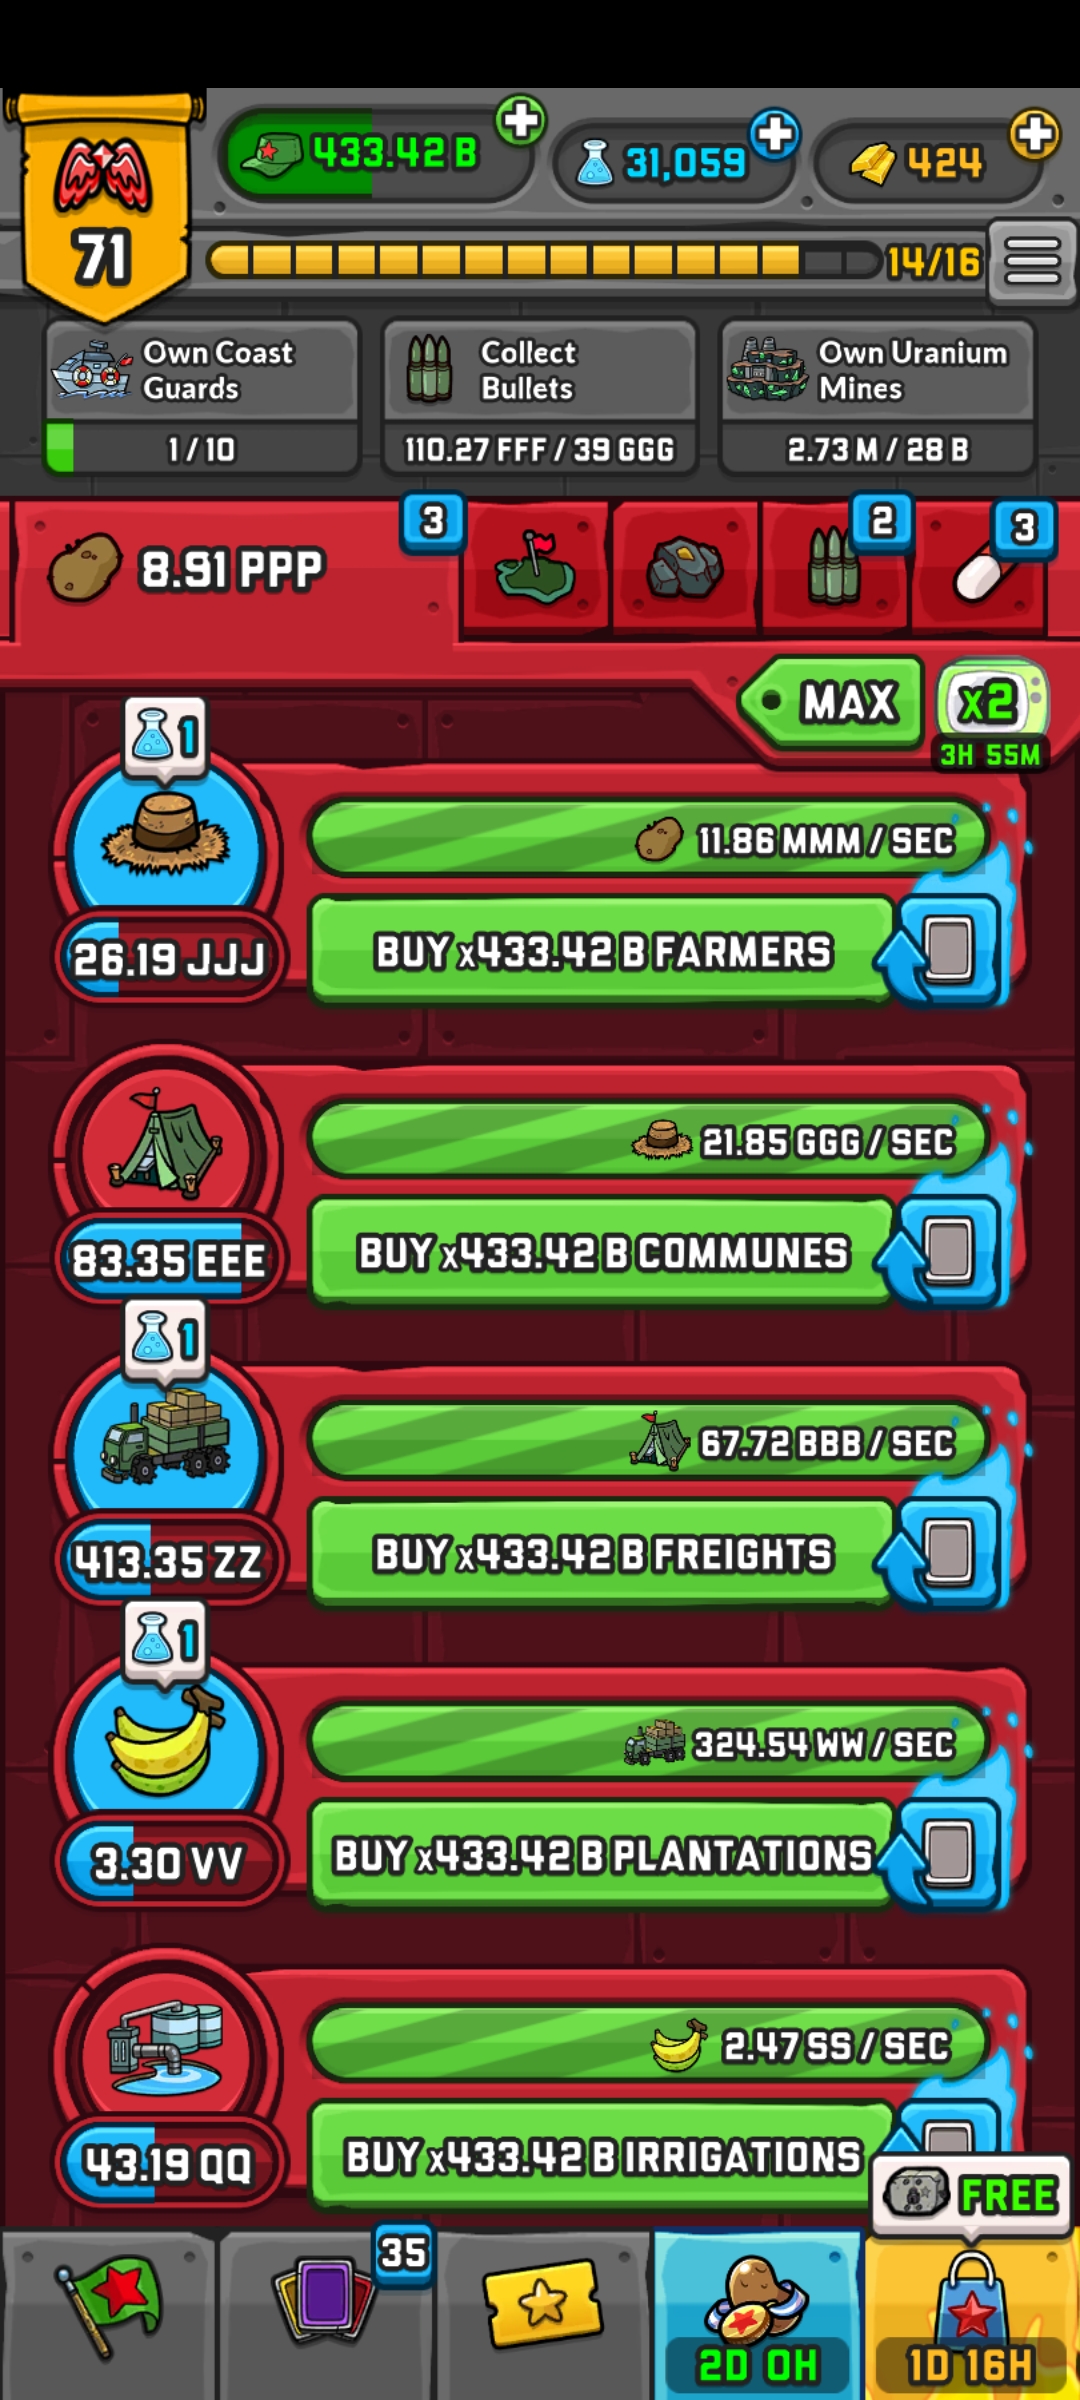 433.42 B
31,059
424
71
14/16
Own Coast
Guards
1 / 10
Collect
Bullets
110.27 FFF / 39 GGG
Own Uranium
Mines
2.73 M / 28 B
8.91 PPP
3
2
3
MAX
x2
3H 55M
1
11.86 MMM / SEC
26.19 JJJ
BUY x433.42 B FARMERS
21.85 GGG / SEC
83.35 EEE
BUY x433.42 B COMMUNES
1
67.72 BBB / SEC
413.35 ZZ
BUY x433.42 B FREIGHTS
1
324.54 WW / SEC
3.30 VV
BUY x433.42 B PLANTATIONS
2.47 SS / SEC
43.19 QQ
BUY x433.42 B IRRIGATIONS
FREE
35
2D 0H
1D 16H